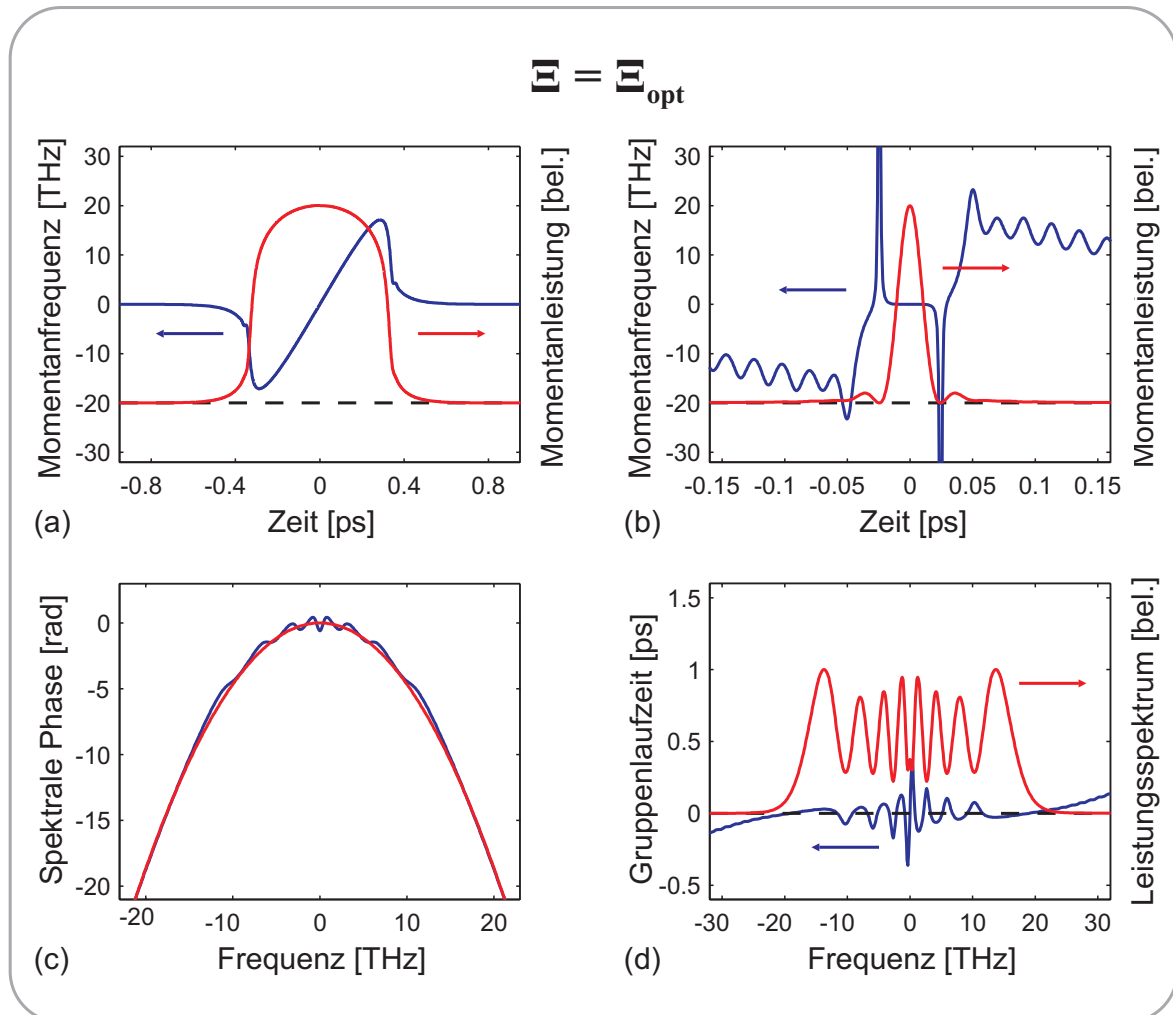 Ξ = Ξopt
Momentanfrequenz [THz]
30
20
10
0
-10
-20
-30
-0.8 -0.4 0 0.4 0.8
Zeit [ps]
Momentanleistung [bel.]
(a)
Momentanfrequenz [THz]
30
20
10
0
-10
-20
-30
-0.15 -0.1 -0.05 0 0.05 0.1 0.15
Zeit [ps]
Momentanleistung [bel.]
(b)
Spektrale Phase [rad]
0
-5
-10
-15
-20
-20 -10 0 10 20
Frequenz [THz]
(c)
Gruppenlaufzeit [ps]
1.5
1
0.5
0
-0.5
-30 -20 -10 0 10 20 30
Frequenz [THz]
Leistungsspektrum [bel.]
(d)